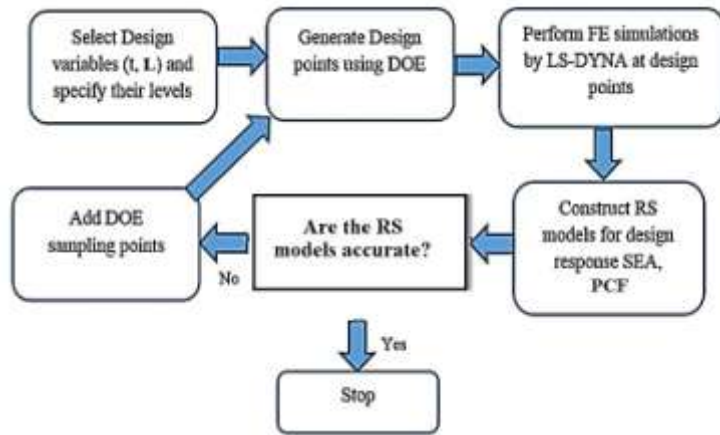 Select Design
variables (t, L) and
specify their levels
Generate Design
points using DOE
Perform FE simulations
by LS-DYNA at design
points
Construct RS
models for design
response SEA,
PCF
Are the RS
models accurate?
No
Add DOE
sampling points
Yes
Stop